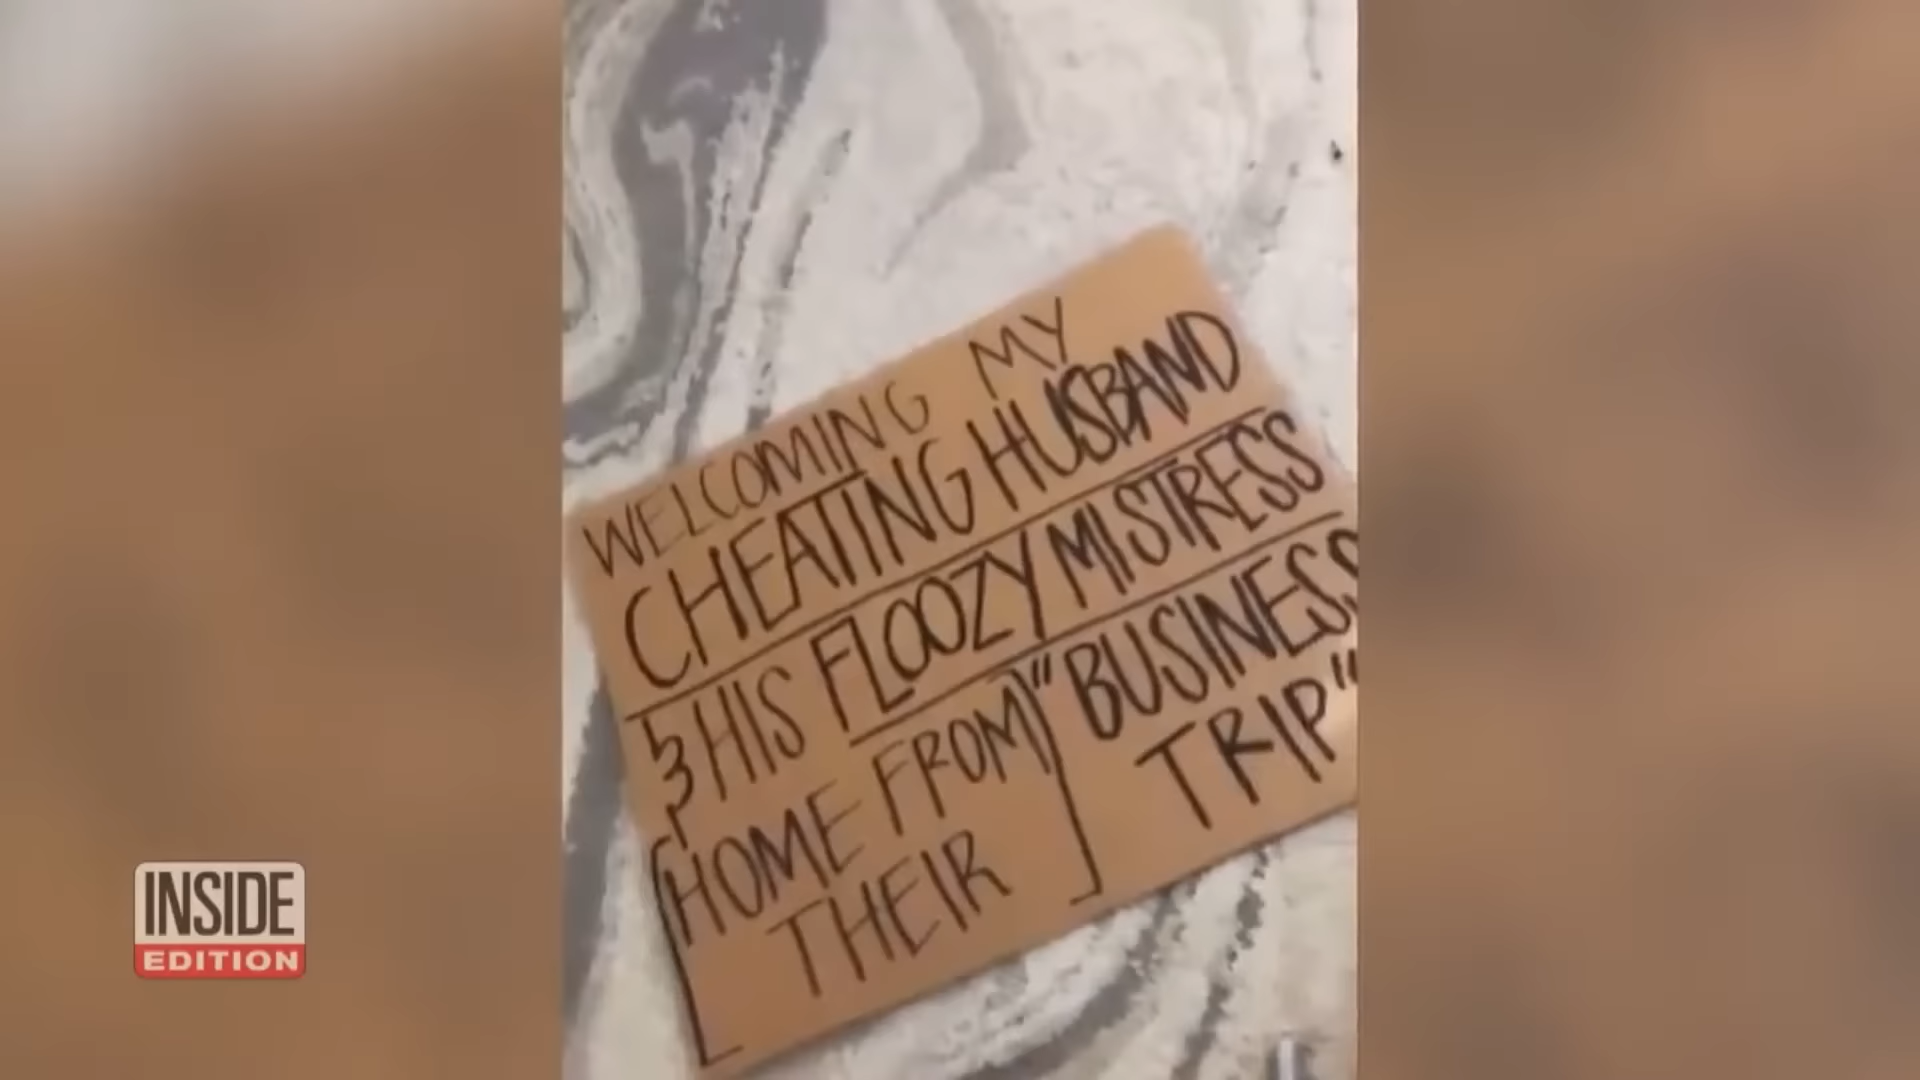 WELCOMING MY
CHEATING HUSBAND
& HIS FLOOZY MISTRESS
HOME FROM
THEIR
"BUSINESS
TRIP"
INSIDE
EDITION